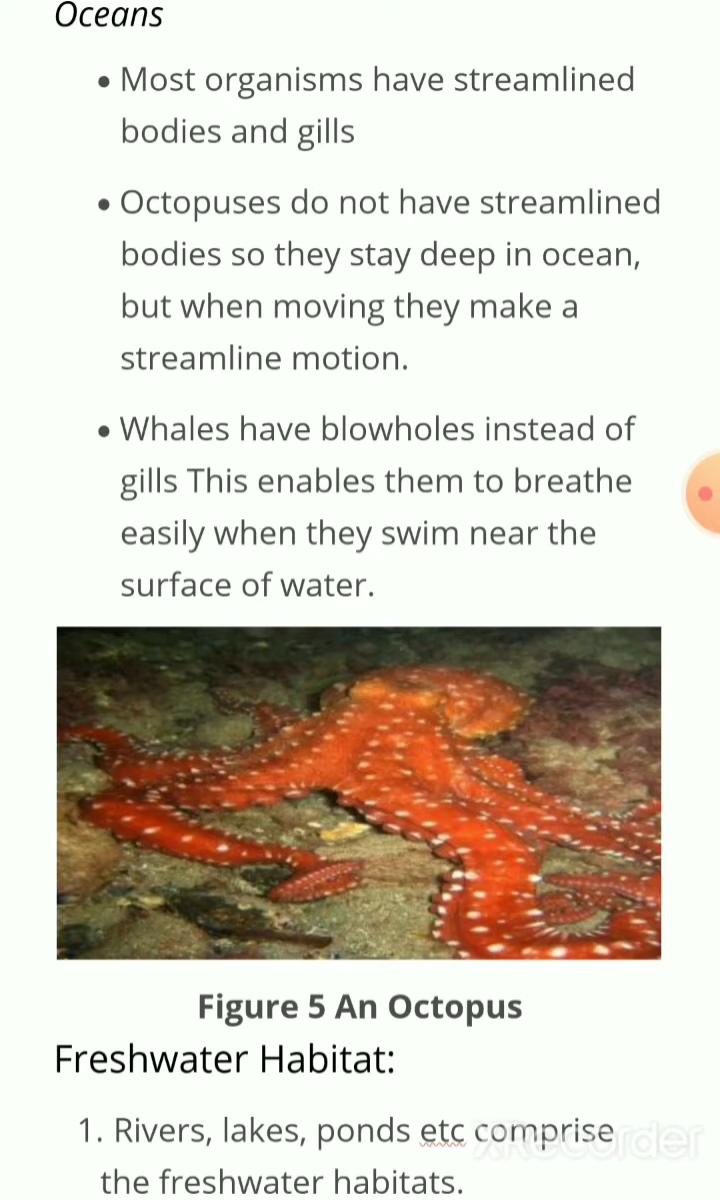 Oceans
• Most organisms have streamlined
bodies and gills
• Octopuses do not have streamlined
bodies so they stay deep in ocean,
but when moving they make a
streamline motion.
• Whales have blowholes instead of
gills This enables them to breathe
easily when they swim near the
surface of water.
Figure 5 An Octopus
Freshwater Habitat:
1. Rivers, lakes, ponds etc comprise
the freshwater habitats.
XRecorder